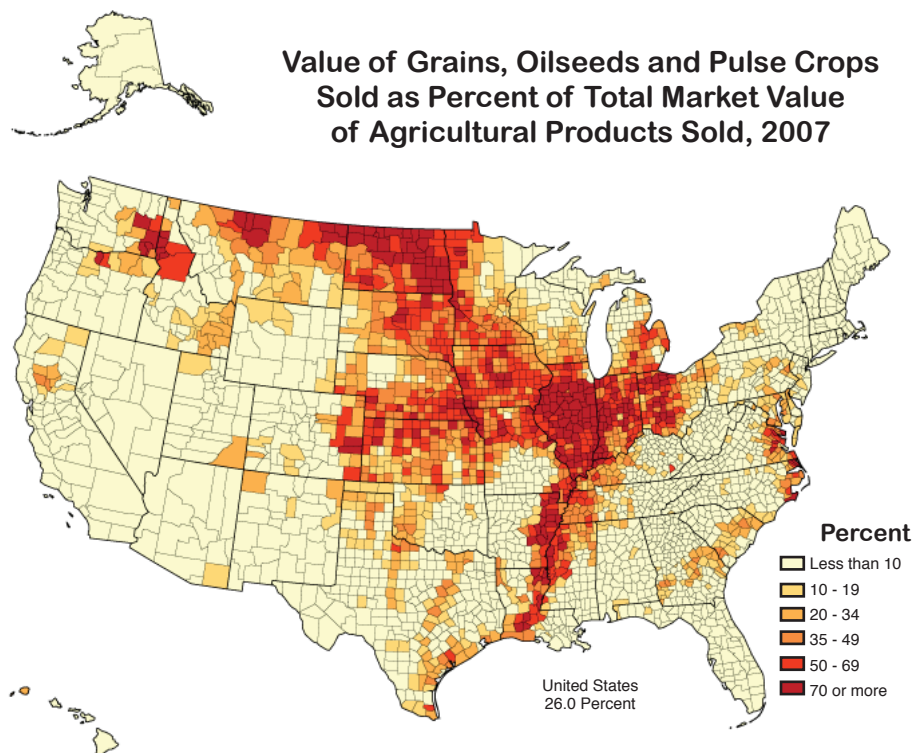 Value of Grains, Oilseeds and Pulse Crops
Sold as Percent of Total Market Value
of Agricultural Products Sold, 2007
Percent
Less than 10
10 - 19
20 - 34
35 - 49
50 - 69
70 or more
United States
26.0 Percent